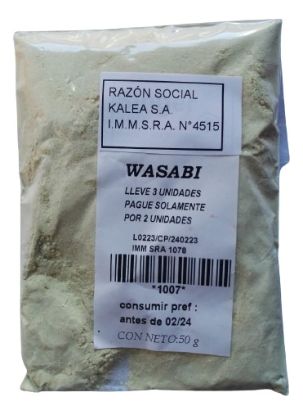 RAZÓN SOCIAL
KALEA S.A.
I.M.M.S.R.A. N°4515
WASABI
LLEVE 3 UNIDADES
PAGUE SOLAMENTE
POR 2 UNIDADES
L0223/CP/240223
IMM SRA 1078
*1007*
consumir pref :
antes de 02/24
CON NETO:50 g